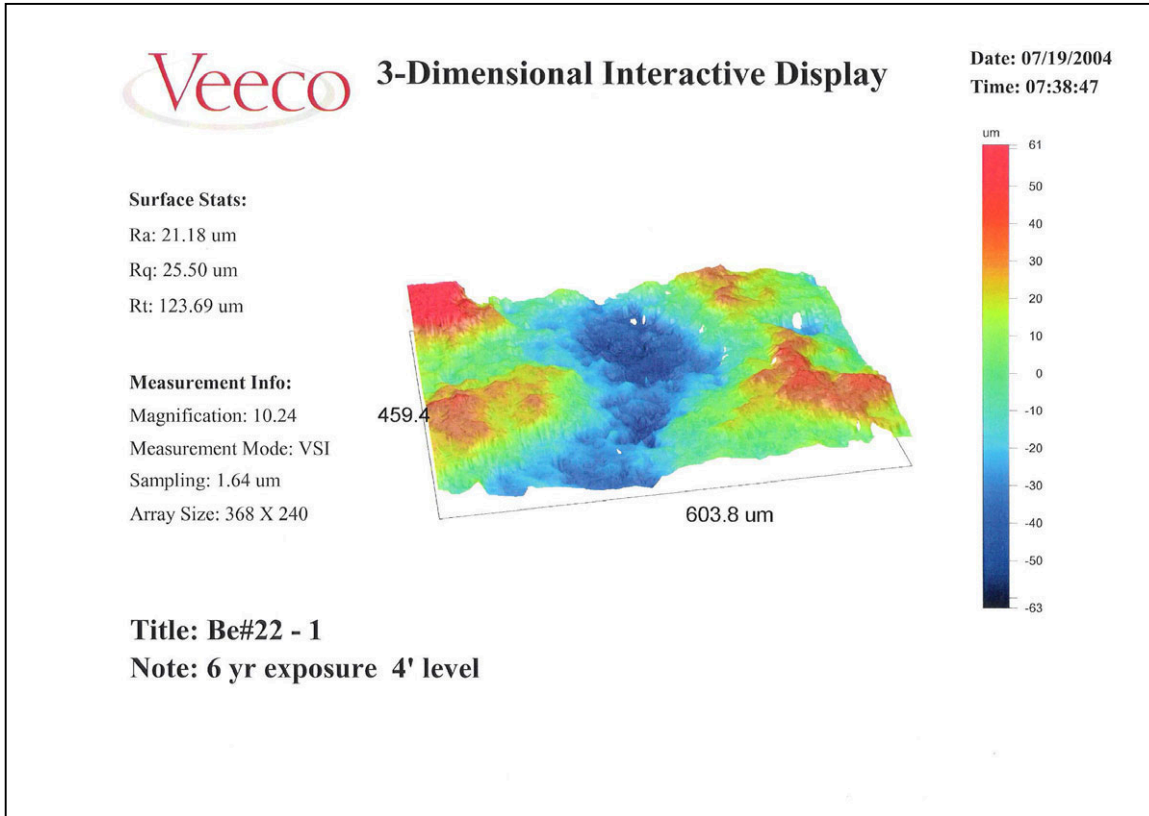 Veeco
3-Dimensional Interactive Display
Date: 07/19/2004
Time: 07:38:47
Surface Stats:
Ra: 21.18 um
Rq: 25.50 um
Rt: 123.69 um
Measurement Info:
Magnification: 10.24
Measurement Mode: VSI
Sampling: 1.64 um
Array Size: 368 X 240
459.4
603.8 um
um
61
50
40
30
20
10
0
-10
-20
-30
-40
-50
-63
Title: Be#22 - 1
Note: 6 yr exposure 4' level